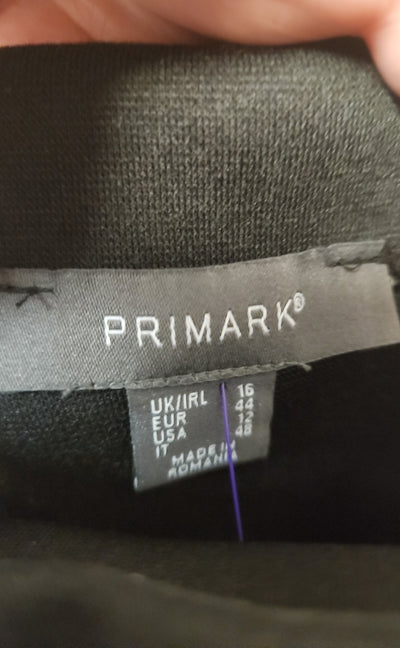 PRIMARK®
UK/IRL 16
EUR 44
USA 12
IT 48
MADE IN
ROMANIA